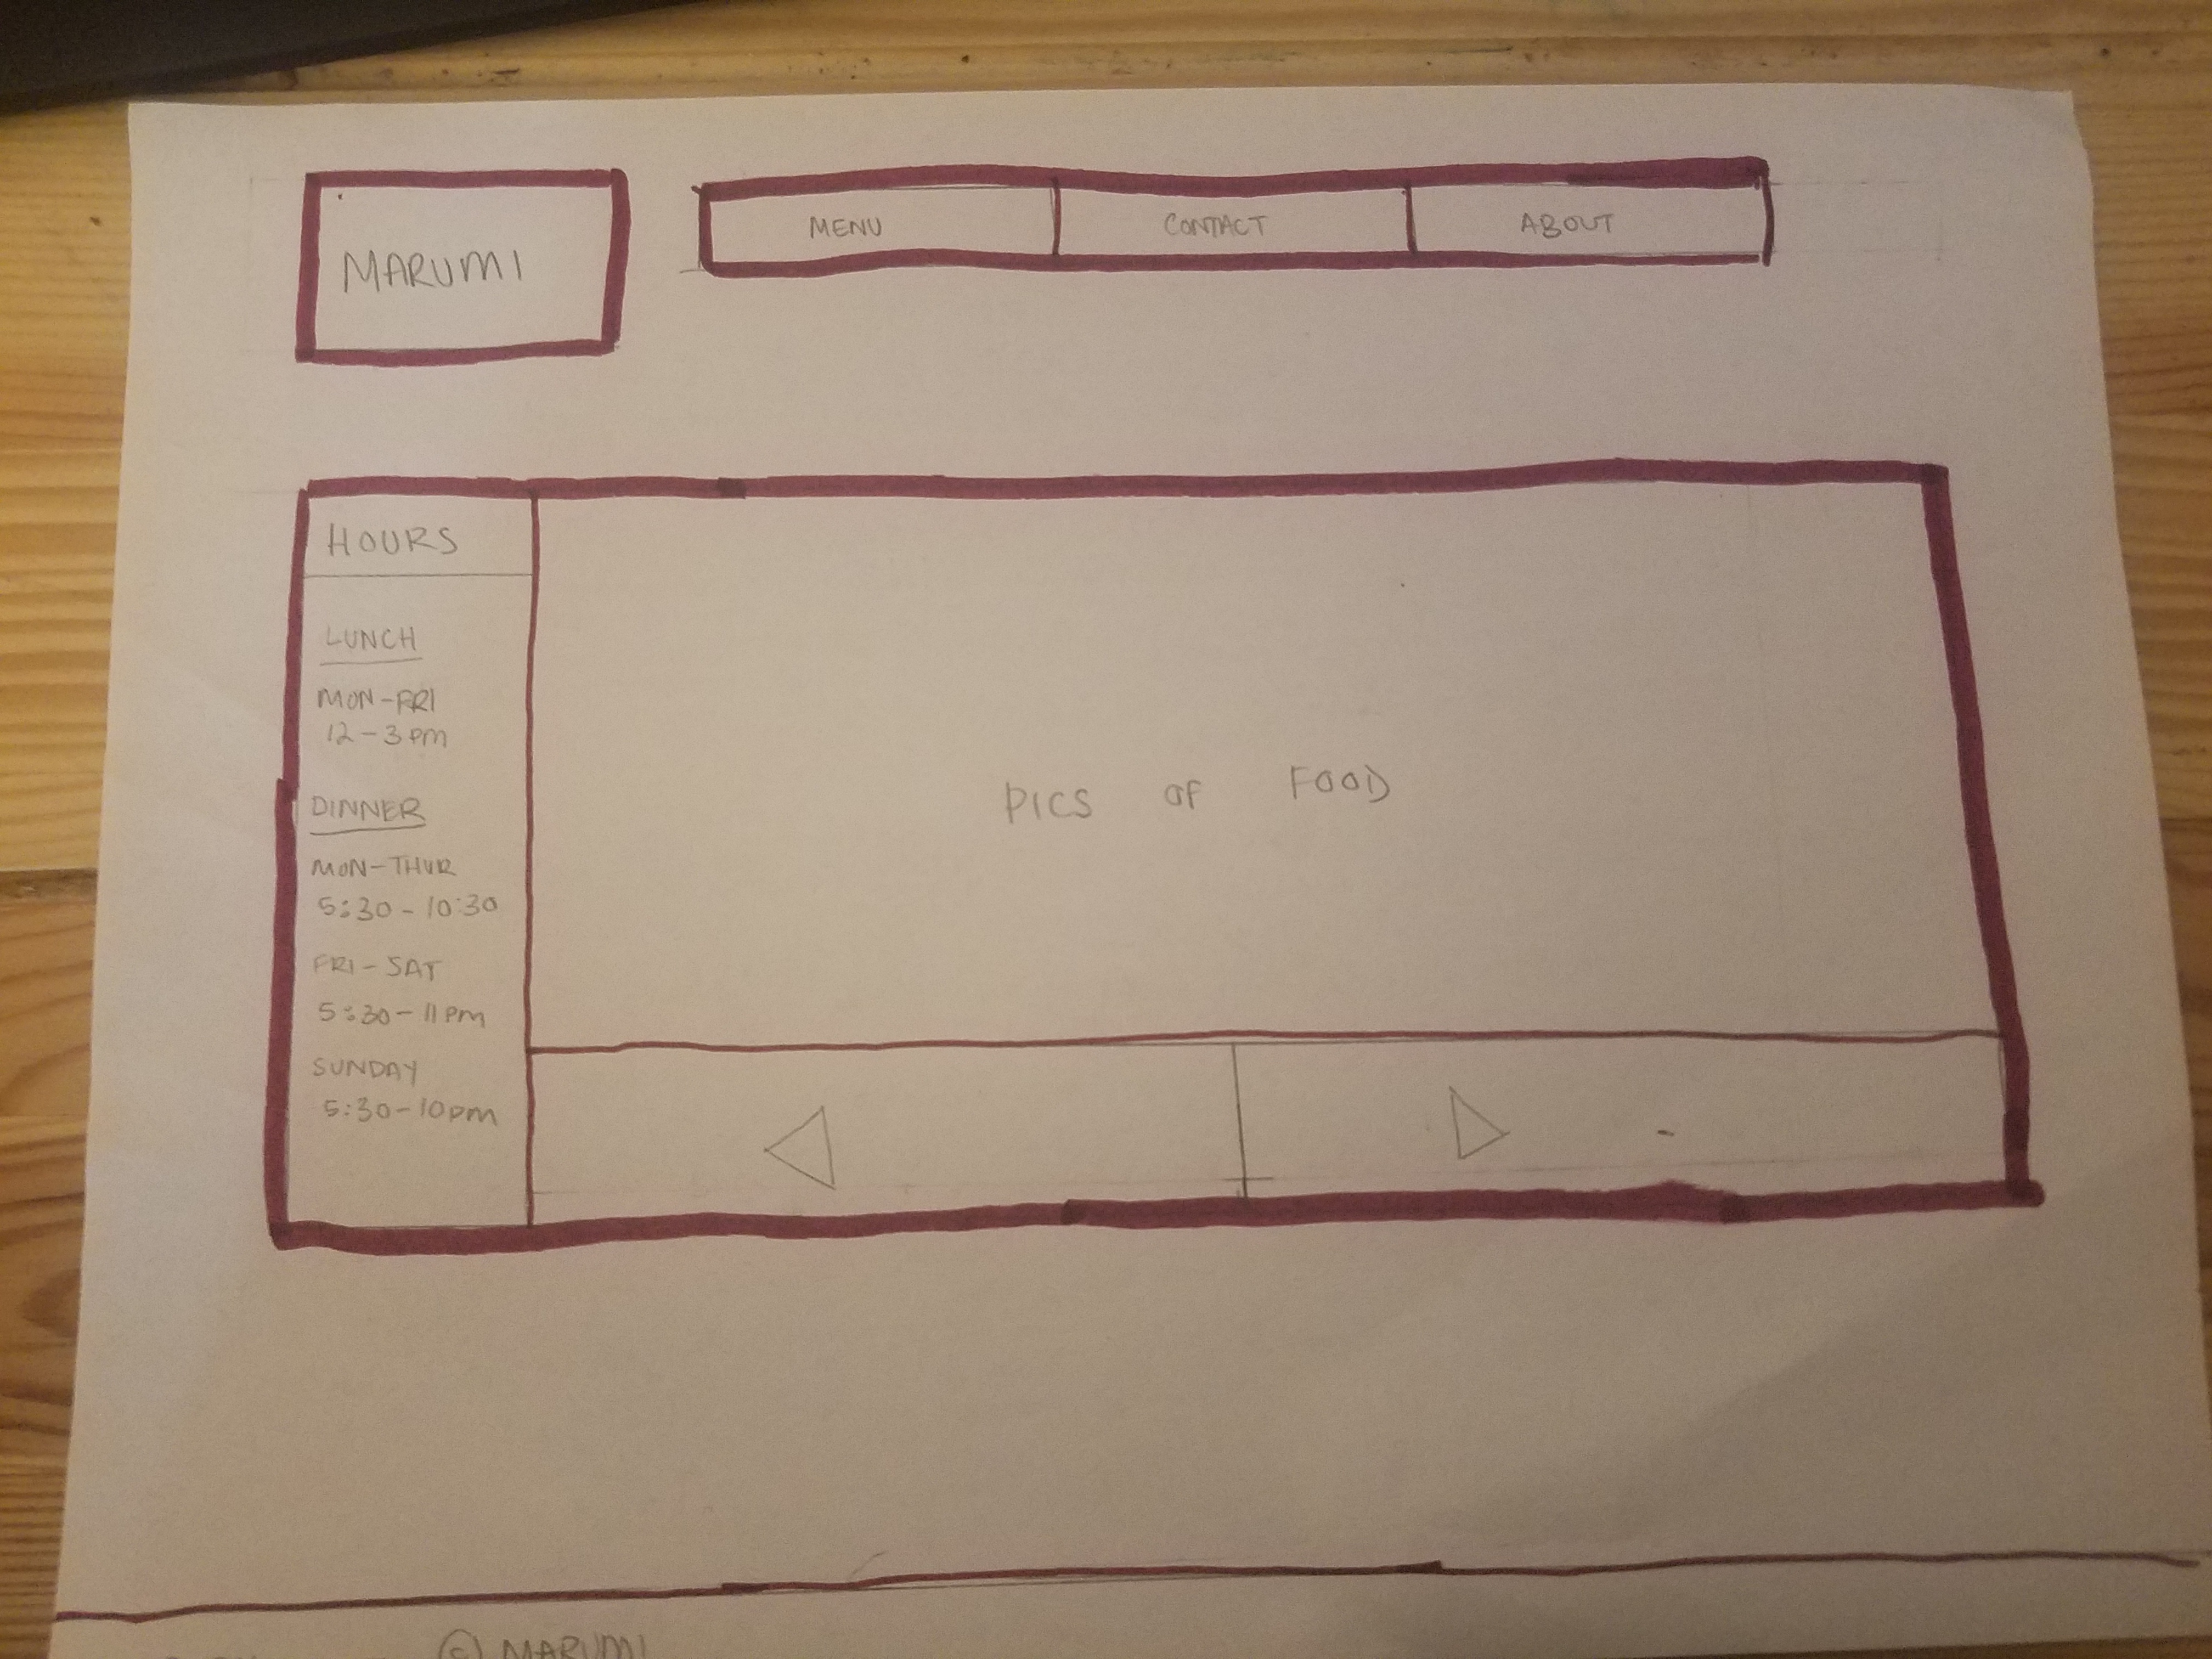 MARUMI
MENU
CONTACT
ABOUT
HOURS
LUNCH
MON-FRI
12-3pm
DINNER
MON-THUR
5:30-10:30
FRI-SAT
5:30-11pm
SUNDAY
5:30-10pm
PICS OF FOOD
© MARUMI